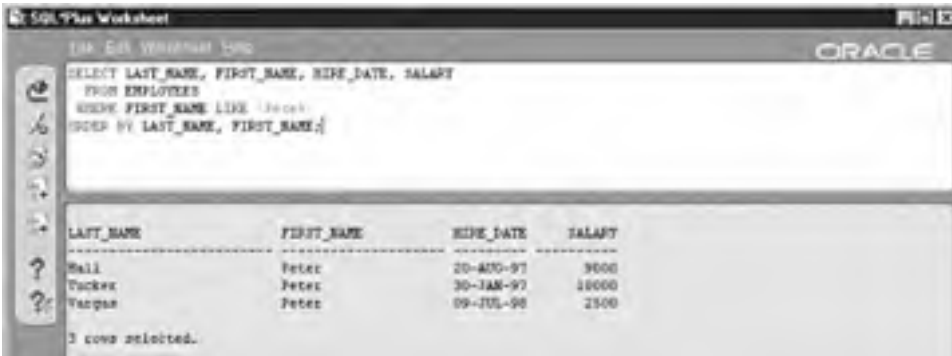 SQL*Plus Worksheet
File Edit Worksheet Help
ORACLE
SELECT LAST_NAME, FIRST_NAME, HIRE_DATE, SALARY
FROM EMPLOYEES
WHERE FIRST_NAME LIKE 'Peter'
ORDER BY LAST_NAME, FIRST_NAME;
LAST_NAME FIRST_NAME HIRE_DATE SALARY
-------------------------
Hall Peter 20-AUG-97 9000
Tucker Peter 30-JAN-97 10000
Vargas Peter 09-JUL-98 2500
3 rows selected.